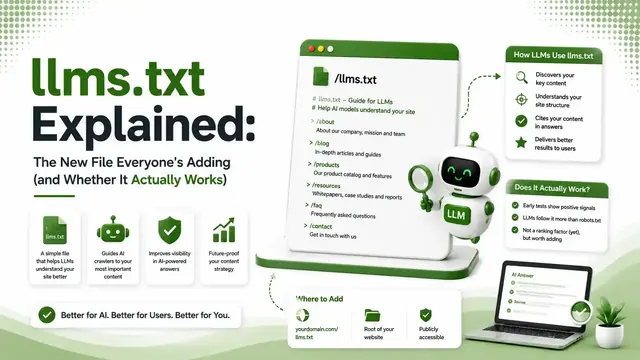 llms.txt
Explained:
The New File Everyone's Adding
(and Whether It Actually Works)
llms.txt
A simple file
that helps LLMs
understand your
site better
Guides AI
crawlers to your
most important
content
Improves visibility
in AI-powered
answers
Future-proof
your content
strategy
Better for AI. Better for Users. Better for You.
/llms.txt
# llms.txt – Guide for LLMs
# Help AI models understand your site
> /about
About our company, mission and team
> /blog
In-depth articles and guides
> /products
Our product catalog and features
> /resources
Whitepapers, case studies and reports
> /faq
Frequently asked questions
> /contact
Get in touch with us
LLM
Where to Add
yourdomain.com/
llms.txt
Root of your
website
Publicly
accessible
How LLMs Use llms.txt
Discovers your
key content
Understands your
site structure
Cites your content
in answers
Delivers better
results to users
Does It Actually Work?
Early tests show positive signals
LLMs follow it more than robots.txt
Not a ranking factor (yet), but
worth adding
AI Answer